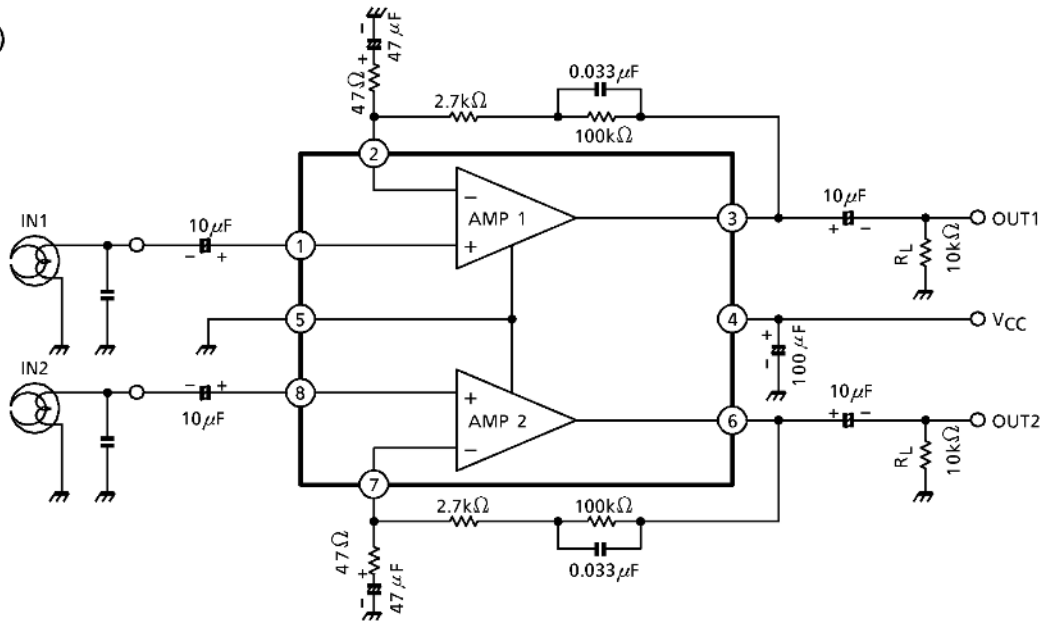 )
47μF
+ -
47Ω
0.033μF
2.7kΩ
100kΩ
2
IN1
10μF
- +
1
AMP 1
-
+
3
10μF
+ -
OUT1
RL
10kΩ
5
4
VCC
+ -
100μF
IN2
- +
10μF
8
AMP 2
+
-
6
10μF
+ -
OUT2
RL
10kΩ
7
2.7kΩ
100kΩ
0.033μF
47Ω
+ -
47μF